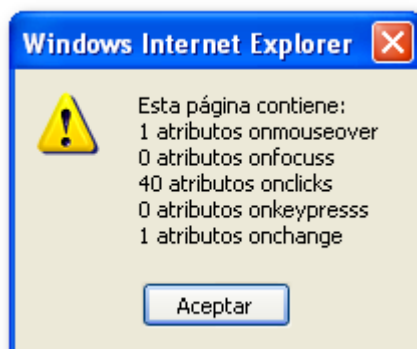 Windows Internet Explorer
Esta página contiene:
1 atributos onmouseover
0 atributos onfocuss
40 atributos onclicks
0 atributos onkeypresss
1 atributos onchange
Aceptar